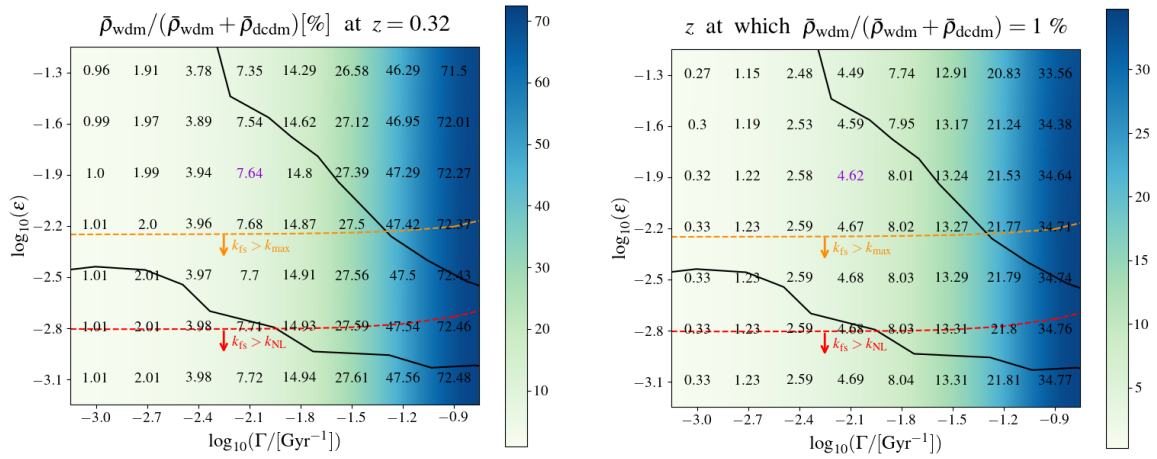 ρ̄wdm/(ρ̄wdm + ρ̄dcdm)[%] at z = 0.32
−1.3 0.96 1.91 3.78 7.35 14.29 26.58 46.29 71.5
−1.6 0.99 1.97 3.89 7.54 14.62 27.12 46.95 72.01
−1.9 1.0 1.99 3.94 7.64 14.8 27.39 47.29 72.27
−2.2 1.01 2.0 3.96 7.68 14.87 27.5 47.42 72.37
kfs > kmax
−2.5 1.01 2.01 3.97 7.7 14.91 27.56 47.5 72.43
−2.8 1.01 2.01 3.98 7.71 14.93 27.59 47.54 72.46
kfs > kNL
−3.1 1.01 2.01 3.98 7.72 14.94 27.61 47.56 72.48
−3.0 −2.7 −2.4 −2.1 −1.8 −1.5 −1.2 −0.9
log10(Γ/[Gyr−1])
log10(ε)
70
60
50
40
30
20
10
z at which ρ̄wdm/(ρ̄wdm + ρ̄dcdm) = 1 %
−1.3 0.27 1.15 2.48 4.49 7.74 12.91 20.83 33.56
−1.6 0.3 1.19 2.53 4.59 7.95 13.17 21.24 34.38
−1.9 0.32 1.22 2.58 4.62 8.01 13.24 21.53 34.64
−2.2 0.33 1.23 2.59 4.67 8.02 13.27 21.77 34.71
kfs > kmax
−2.5 0.33 1.23 2.59 4.68 8.03 13.29 21.79 34.74
−2.8 0.33 1.23 2.59 4.68 8.03 13.31 21.8 34.76
kfs > kNL
−3.1 0.33 1.23 2.59 4.69 8.04 13.31 21.81 34.77
−3.0 −2.7 −2.4 −2.1 −1.8 −1.5 −1.2 −0.9
log10(Γ/[Gyr−1])
log10(ε)
30
25
20
15
10
5